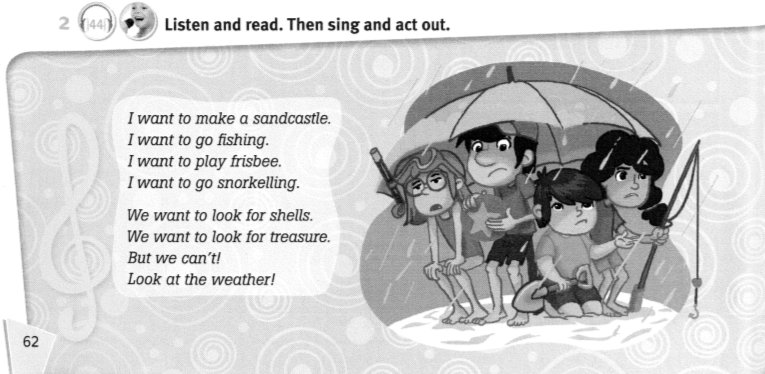 2 44 Listen and read. Then sing and act out.
I want to make a sandcastle.
I want to go fishing.
I want to play frisbee.
I want to go snorkelling.
We want to look for shells.
We want to look for treasure.
But we can't!
Look at the weather!
62